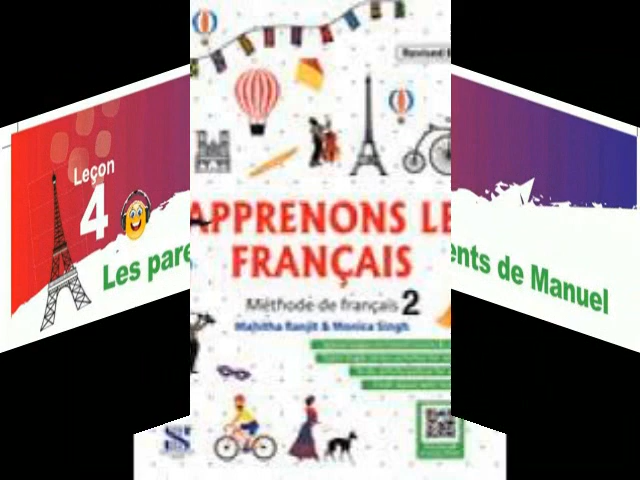 Revised
Leçon
4
Les pare
ents de Manuel
APPRENONS LE
FRANÇAIS
Méthode de français 2
Mahitha Ranjit & Monica Singh